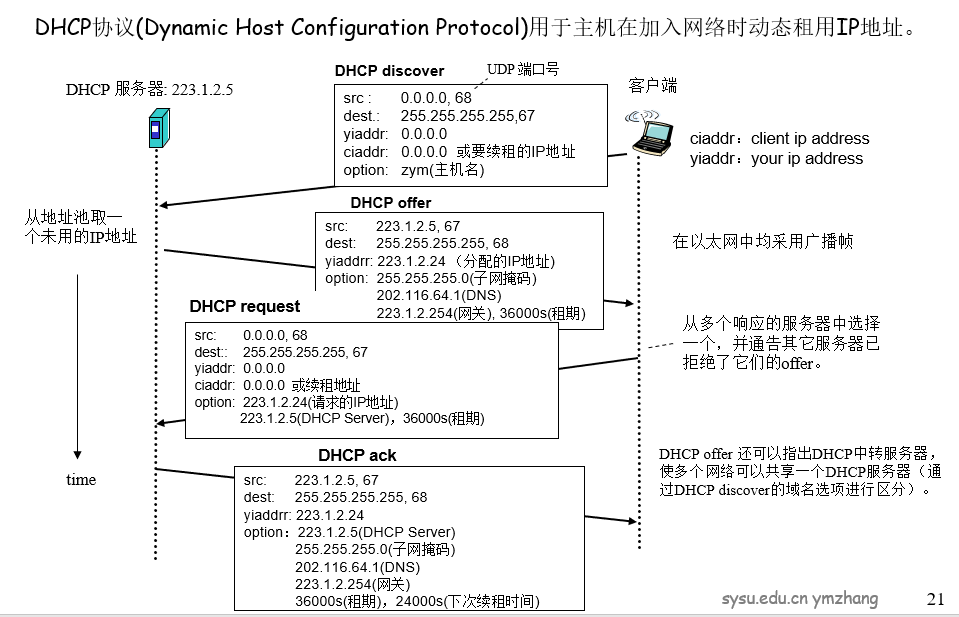 DHCP协议(Dynamic Host Configuration Protocol)用于主机在加入网络时动态租用IP地址。
DHCP 服务器: 223.1.2.5
DHCP discover
UDP 端口号
客户端
src : 0.0.0.0, 68
dest.: 255.255.255.255,67
yiaddr: 0.0.0.0
ciaddr: 0.0.0.0 或要续租的IP地址
option: zym(主机名)
ciaddr：client ip address
yiaddr：your ip address
从地址池取一
个未用的IP地址
DHCP offer
src: 223.1.2.5, 67
dest: 255.255.255.255, 68
yiaddrr: 223.1.2.24 （分配的IP地址)
option: 255.255.255.0(子网掩码)
202.116.64.1(DNS)
223.1.2.254(网关), 36000s(租期)
在以太网中均采用广播帧
DHCP request
src: 0.0.0.0, 68
dest:: 255.255.255.255, 67
yiaddr: 0.0.0.0
ciaddr: 0.0.0.0 或续租地址
option: 223.1.2.24(请求的IP地址)
223.1.2.5(DHCP Server)，36000s(租期)
从多个响应的服务器中选择
一个，并通告其它服务器已
拒绝了它们的offer。
time
DHCP ack
src: 223.1.2.5, 67
dest: 255.255.255.255, 68
yiaddrr: 223.1.2.24
option：223.1.2.5(DHCP Server)
255.255.255.0(子网掩码)
202.116.64.1(DNS)
223.1.2.254(网关)
36000s(租期)，24000s(下次续租时间)
DHCP offer 还可以指出DHCP中转服务器，
使多个网络可以共享一个DHCP服务器（通
过DHCP discover的域名选项进行区分）。
sysu.edu.cn ymzhang
21